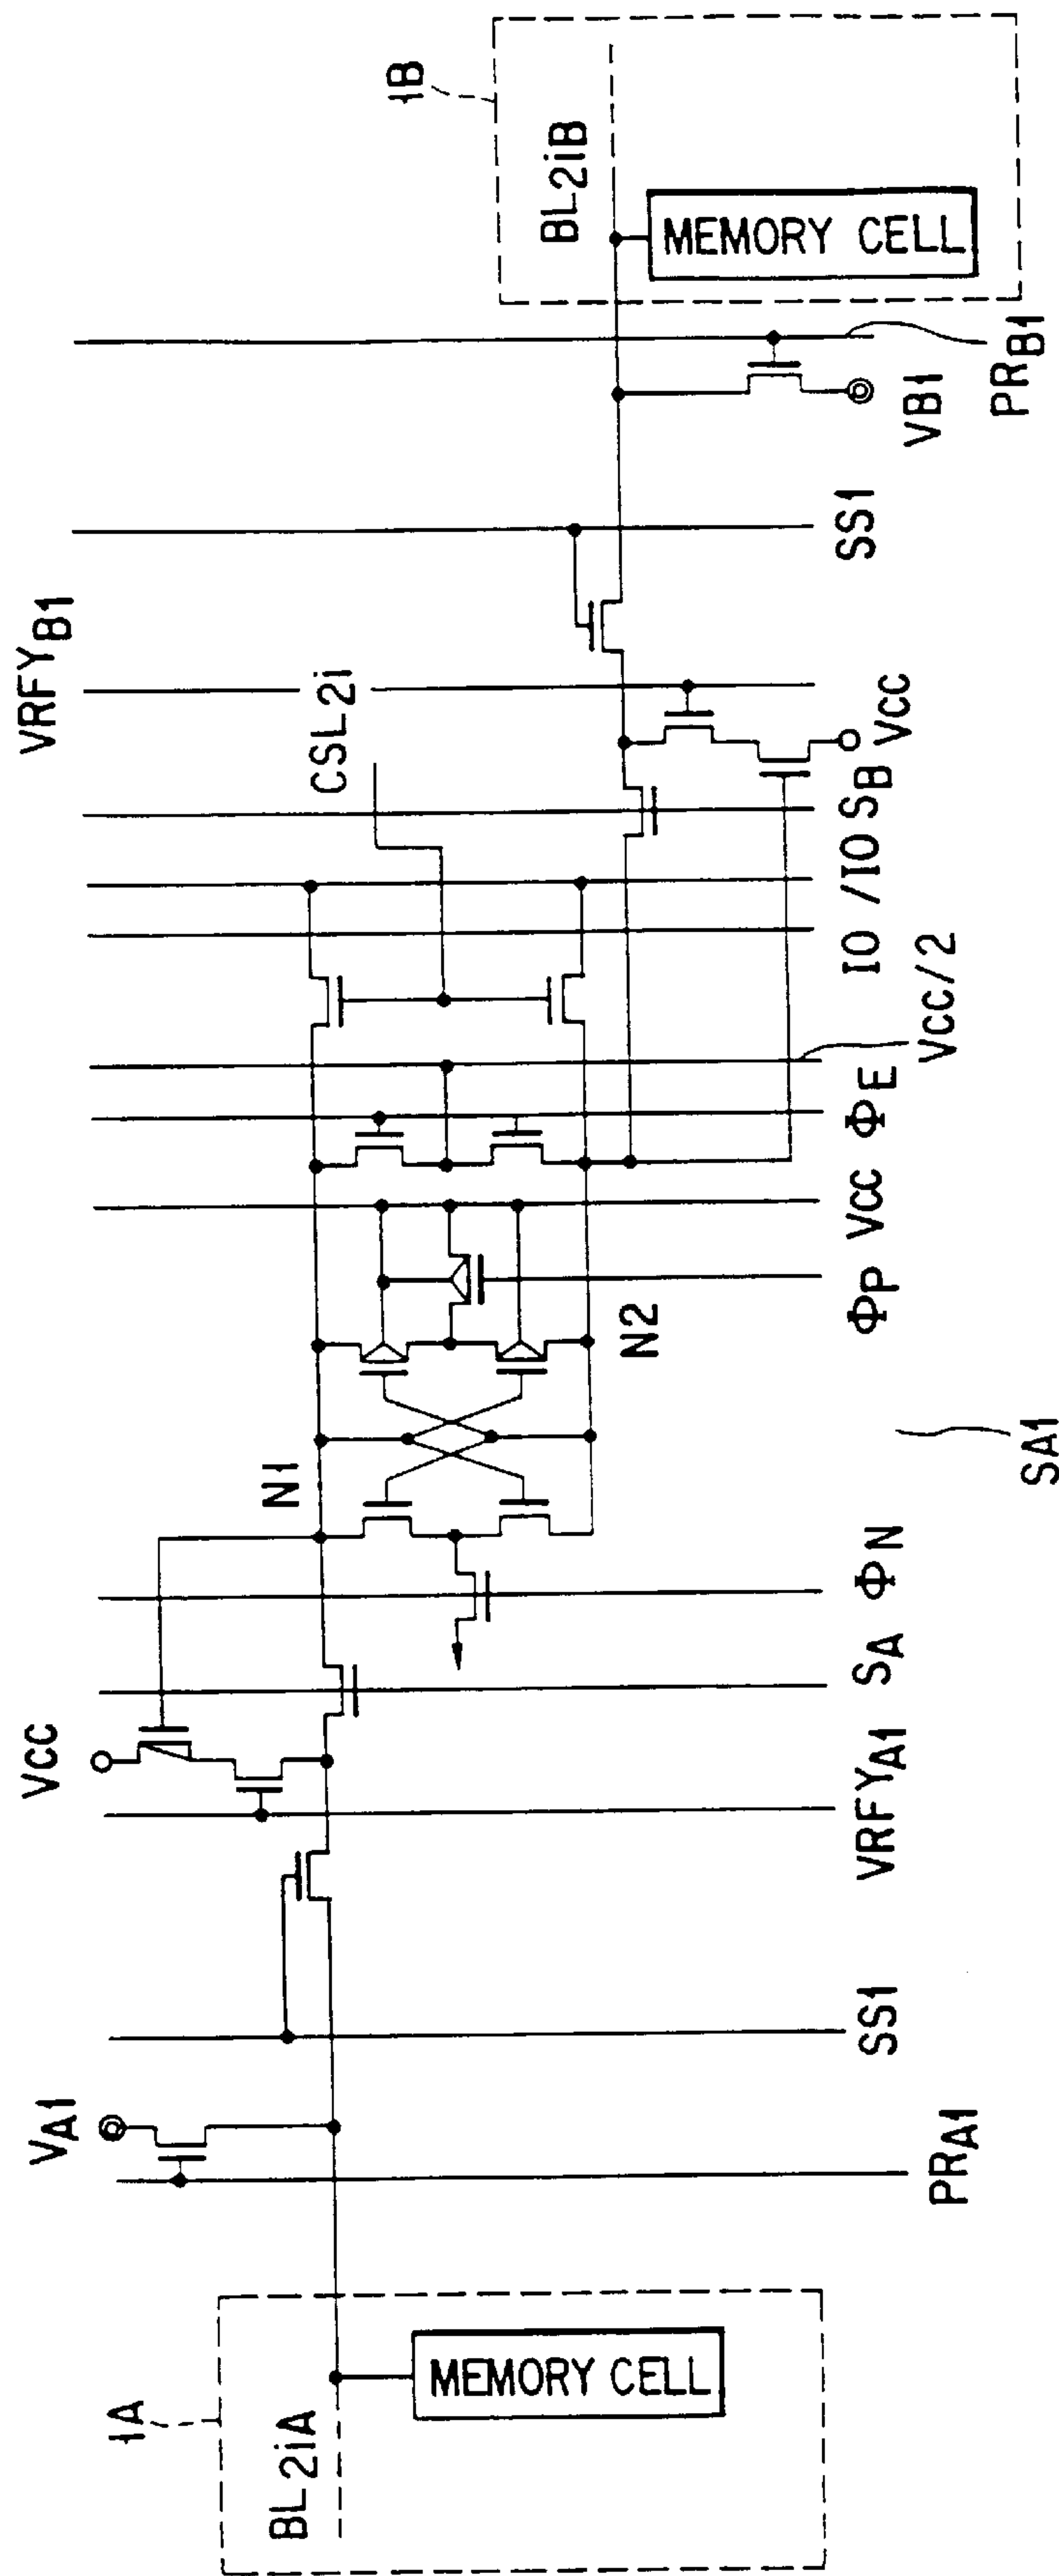 1A
BL2iA
MEMORY CELL
VA1
PRA1
SS1
VCC
VRFYA1
SA
ΦN
N1
SA1
N2
ΦP
VCC
ΦE
VCC/2
IO
/IO
SB
CSL2i
VRFYB1
VCC
SS1
VB1
PRB1
1B
BL2iB
MEMORY CELL